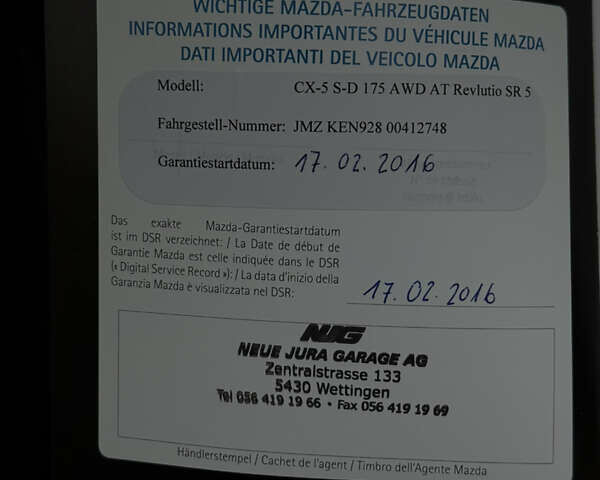 WICHTIGE MAZDA-FAHRZEUGDATEN
INFORMATIONS IMPORTANTES DU VÉHICULE MAZDA
DATI IMPORTANTI DEL VEICOLO MAZDA
Modell: CX-5 S-D 175 AWD AT Revlutio SR 5
Fahrgestell-Nummer: JMZ KEN928 00412748
Garantiestartdatum: 17.02.2016
Das exakte Mazda-Garantiestartdatum
ist im DSR verzeichnet: / La Date de début de
Garantie Mazda est celle indiquée dans le DSR
(« Digital Service Record »): / La data d'inizio della
Garanzia Mazda è visualizzata nel DSR:
17.02.2016
NJG
NEUE JURA GARAGE AG
Zentralstrasse 133
5430 Wettingen
Tel 056 419 19 66 • Fax 056 419 19 69
Händlerstempel / Cachet de l'agent / Timbro dell'Agente Mazda